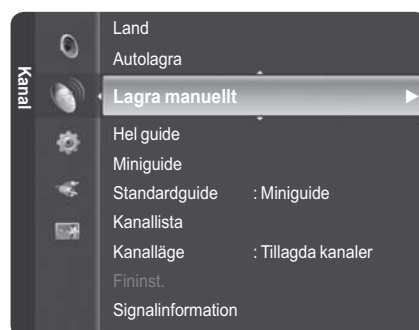 Kanal
Land
Autolagra
Lagra manuellt
Hel guide
Miniguide
Standardguide : Miniguide
Kanallista
Kanalläge : Tillagda kanaler
Fininst.
Signalinformation